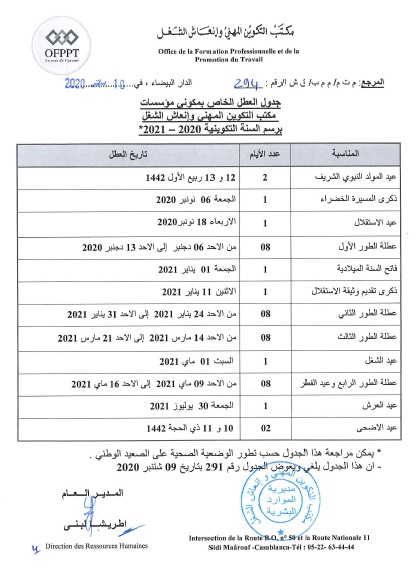 OFPPT
La voie de l'avenir
مكتب التكوين المهني وإنعاش الشغل
Office de la Formation Professionnelle et de la
Promotion du Travail
المرجع: م ت م / م م ب / ق ش /رقم: 294 الدار البيضاء ، في 10 2020
جدول العطل الخاص بمكوني مؤسسات
مكتب التكوين المهني وإنعاش الشغل
برسم السنة التكوينية 2020 – 2021*
المناسبة عدد الأيام تاريخ العطل
عيد المولد النبوي الشريف 2 12 و 13 ربيع الأول 1442
ذكرى المسيرة الخضراء 1 الجمعة 06 نونبر 2020
عيد الاستقلال 1 الاربعاء 18 نونبر2020
عطلة الطور الأول 08 من الاحد 06 دجنبر إلى الاحد 13 دجنبر 2020
فاتح السنة الميلادية 1 الجمعة 01 يناير 2021
ذكرى تقديم وثيقة الاستقلال 1 الاثنين 11 يناير 2021
عطلة الطور الثاني 08 من الاحد 24 يناير 2021 إلى الاحد 31 يناير 2021
عطلة الطور الثالث 08 من الاحد 14 مارس 2021 إلى الاحد 21 مارس 2021
عيد الشغل 1 السبت 01 ماي 2021
عطلة الطور الرابع وعيد الفطر 08 من الاحد 09 ماي 2021 إلى الاحد 16 ماي 2021
عيد العرش 1 الجمعة 30 يوليوز 2021
عيد الاضحى 02 10 و 11 ذي الحجة 1442
* يمكن مراجعة هذا الجدول حسب تطور الوضعية الصحية على الصعيد الوطني .
- ان هذا الجدول يلغي ويعوض الجدول رقم 291 بتاريخ 09 شتنبر 2020
المدير العام
لبنى اطريشا
مكتب التكوين المهني و إنعاش الشغل
مديرية
الموارد
البشرية
Intersection de la Route B.O. n° 50 et la Route Nationale 11
Direction des Ressources Humaines
Sidi Maârouf -Casablanca-Tél : 05-22- 63-44-44